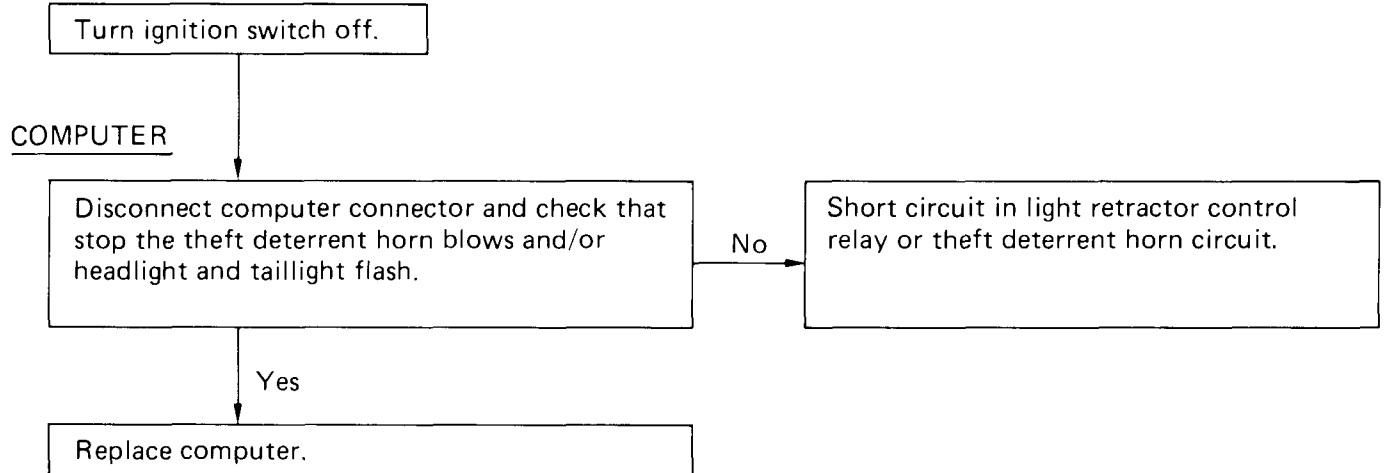 Turn ignition switch off.
COMPUTER
Disconnect computer connector and check that
stop the theft deterrent horn blows and/or
headlight and taillight flash.
No
Short circuit in light retractor control
relay or theft deterrent horn circuit.
Yes
Replace computer.